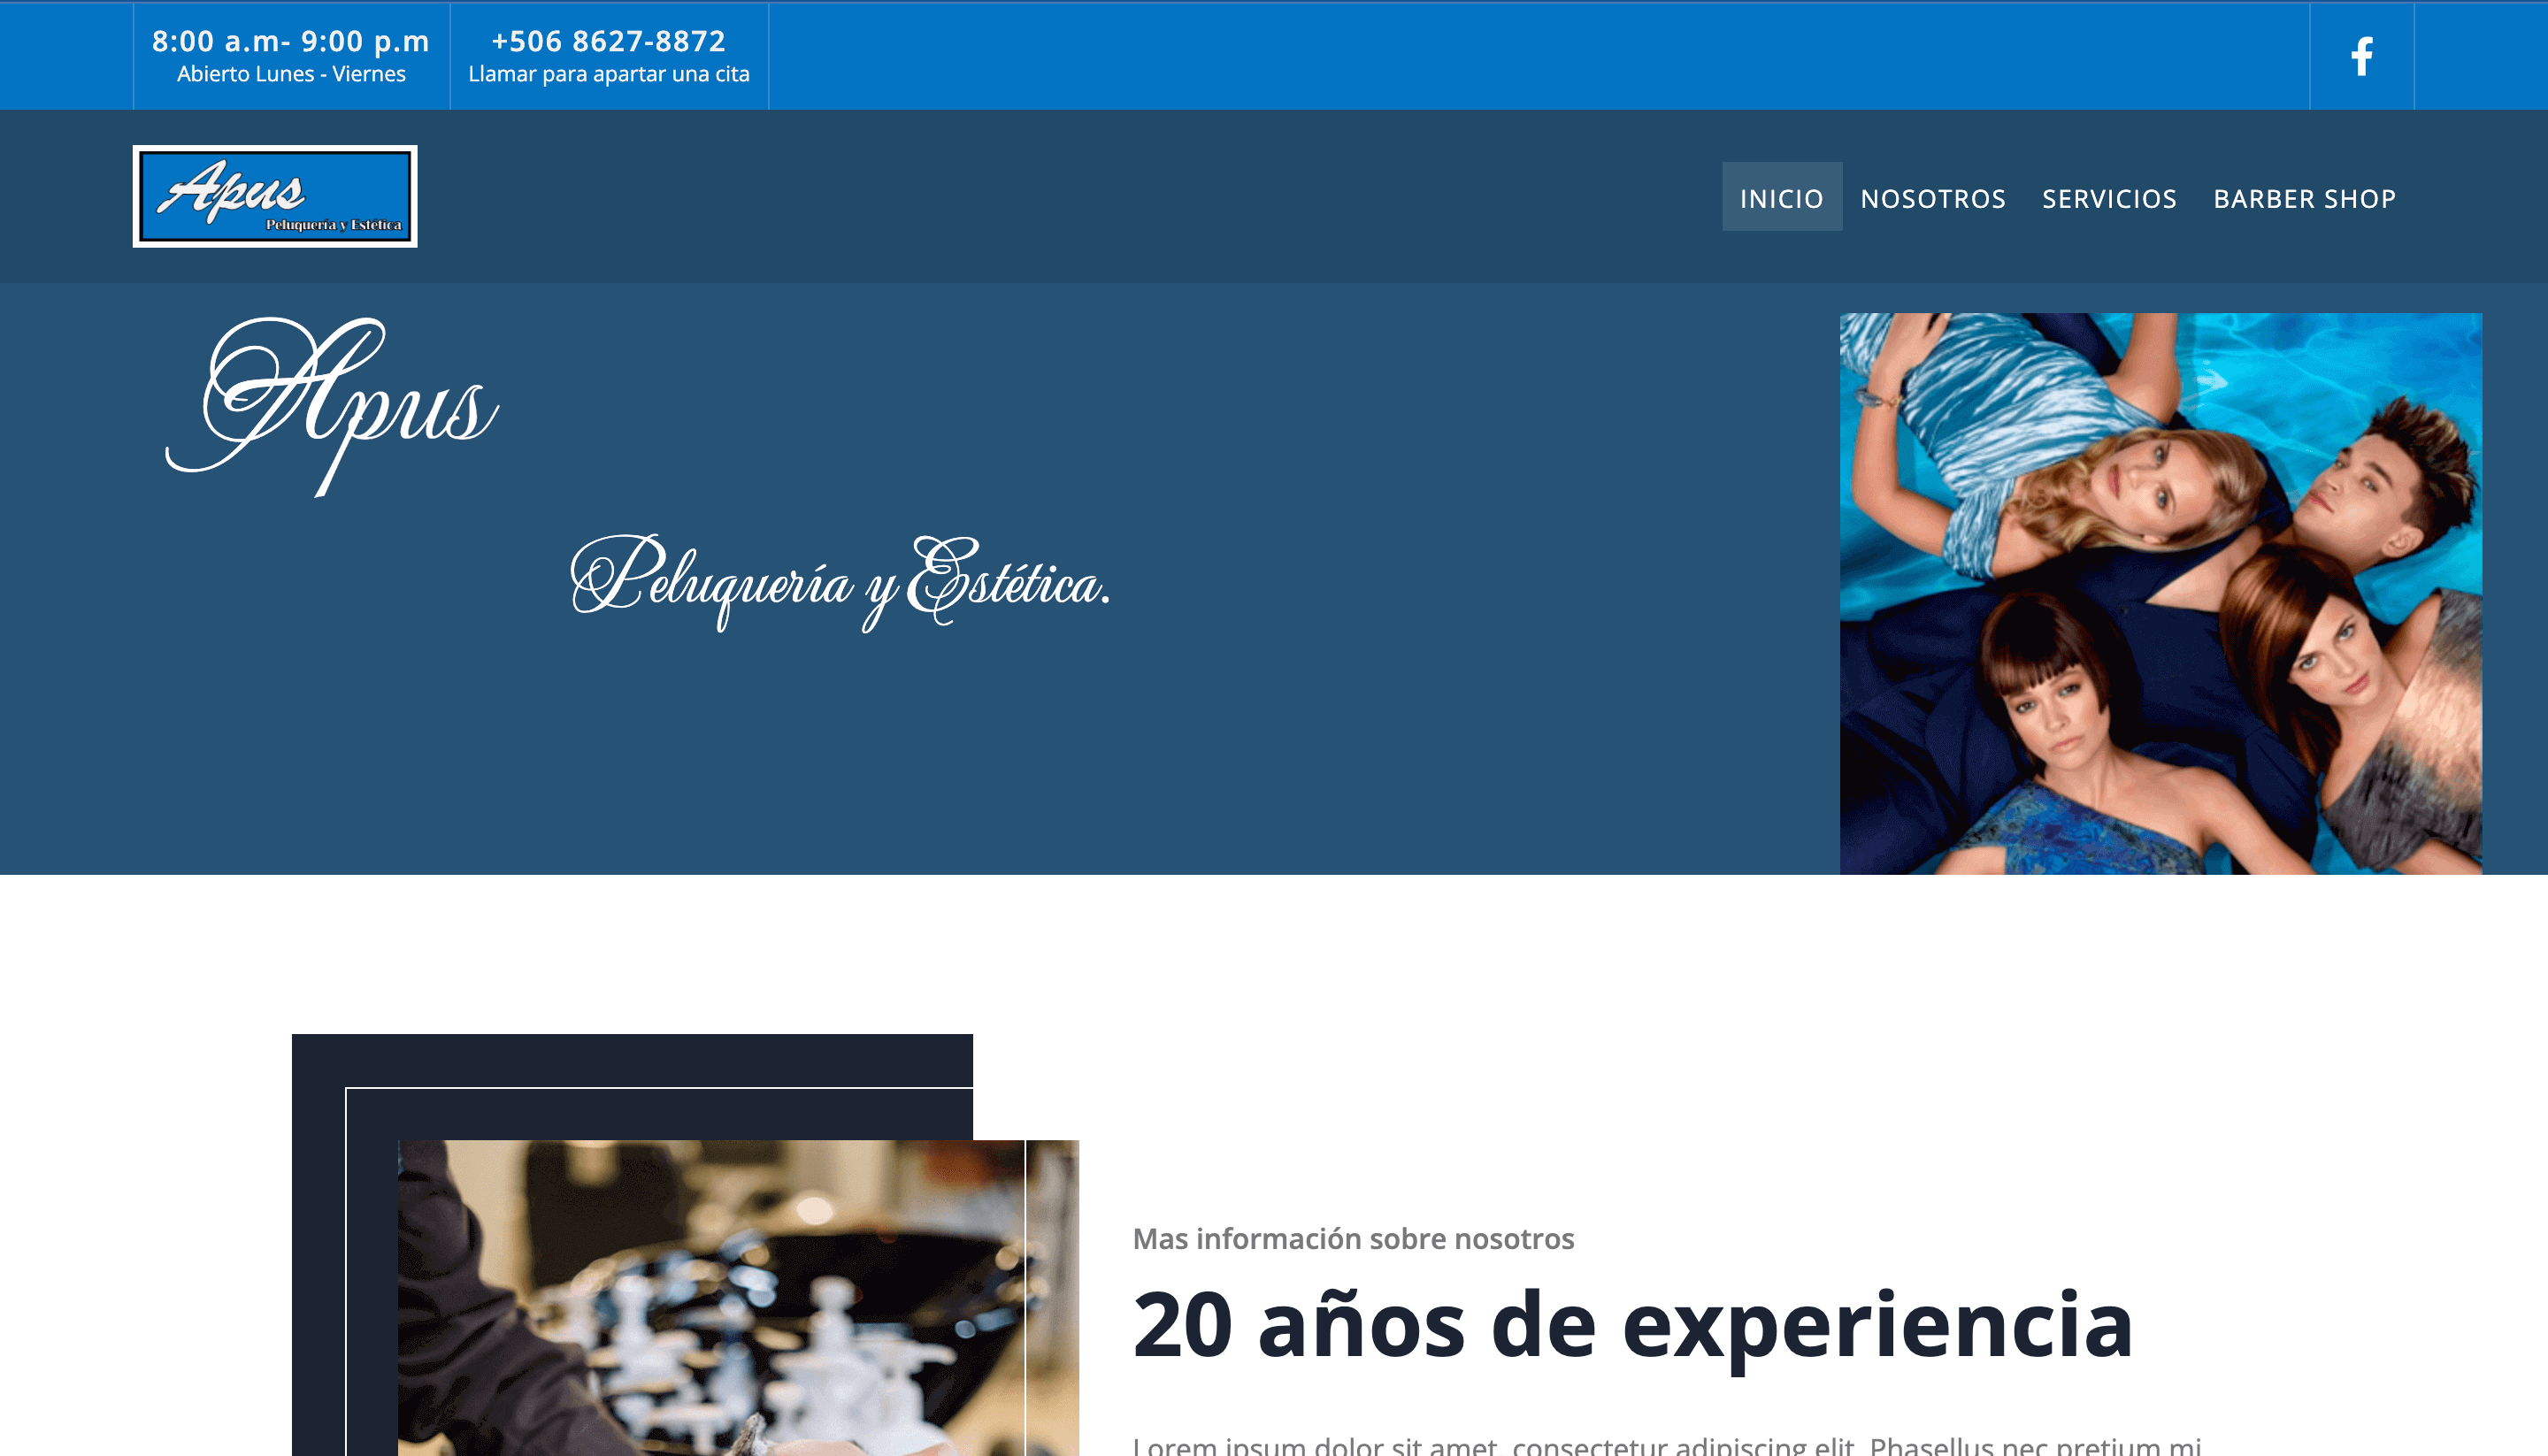 8:00 a.m- 9:00 p.m
Abierto Lunes - Viernes
+506 8627-8872
Llamar para apartar una cita
Apus
Peluquería y Estética
INICIO NOSOTROS SERVICIOS BARBER SHOP
Apus
Peluquería y Estética.
Mas información sobre nosotros
20 años de experiencia
Lorem ipsum dolor sit amet, consectetur adipiscing elit. Phasellus nec pretium mi